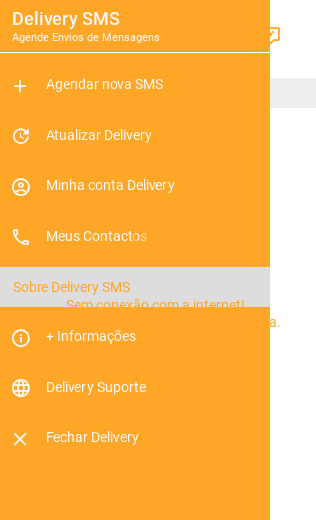 Delivery SMS
Agende Envios de Mensagens
Agendar nova SMS
Atualizar Delivery
Minha conta Delivery
Meus Contactos
Sobre Delivery SMS
Sem conexão com a internet!
a.
+ Informações
Delivery Suporte
Fechar Delivery